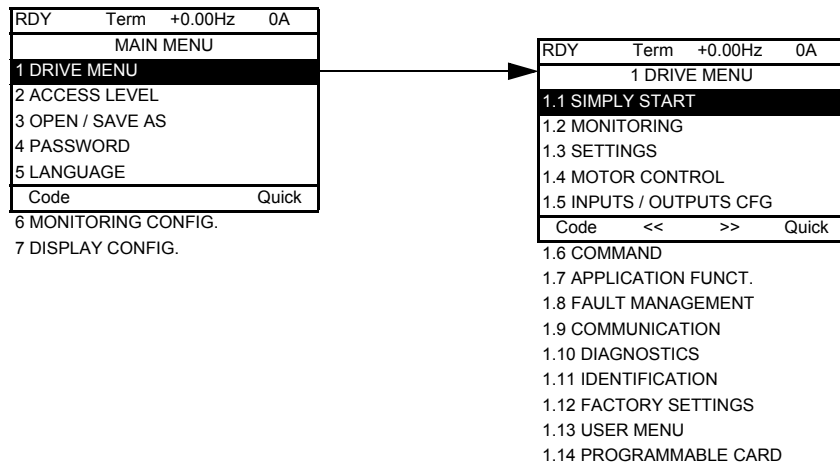 RDY Term +0.00Hz 0A
MAIN MENU
1 DRIVE MENU
2 ACCESS LEVEL
3 OPEN / SAVE AS
4 PASSWORD
5 LANGUAGE
Code Quick
6 MONITORING CONFIG.
7 DISPLAY CONFIG.
RDY Term +0.00Hz 0A
1 DRIVE MENU
1.1 SIMPLY START
1.2 MONITORING
1.3 SETTINGS
1.4 MOTOR CONTROL
1.5 INPUTS / OUTPUTS CFG
Code << >> Quick
1.6 COMMAND
1.7 APPLICATION FUNCT.
1.8 FAULT MANAGEMENT
1.9 COMMUNICATION
1.10 DIAGNOSTICS
1.11 IDENTIFICATION
1.12 FACTORY SETTINGS
1.13 USER MENU
1.14 PROGRAMMABLE CARD